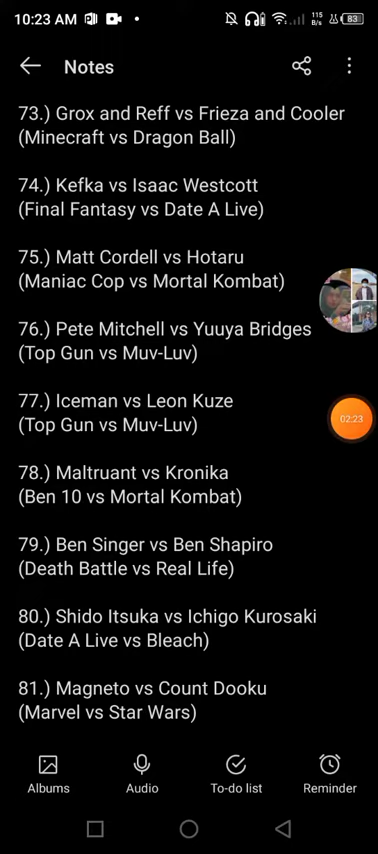 10:23 AM
115
B/s
83
Notes
73.) Grox and Reff vs Frieza and Cooler
(Minecraft vs Dragon Ball)
74.) Kefka vs Isaac Westcott
(Final Fantasy vs Date A Live)
75.) Matt Cordell vs Hotaru
(Maniac Cop vs Mortal Kombat)
76.) Pete Mitchell vs Yuuya Bridges
(Top Gun vs Muv-Luv)
77.) Iceman vs Leon Kuze
(Top Gun vs Muv-Luv)
02:23
78.) Maltruant vs Kronika
(Ben 10 vs Mortal Kombat)
79.) Ben Singer vs Ben Shapiro
(Death Battle vs Real Life)
80.) Shido Itsuka vs Ichigo Kurosaki
(Date A Live vs Bleach)
81.) Magneto vs Count Dooku
(Marvel vs Star Wars)
Albums Audio To-do list Reminder